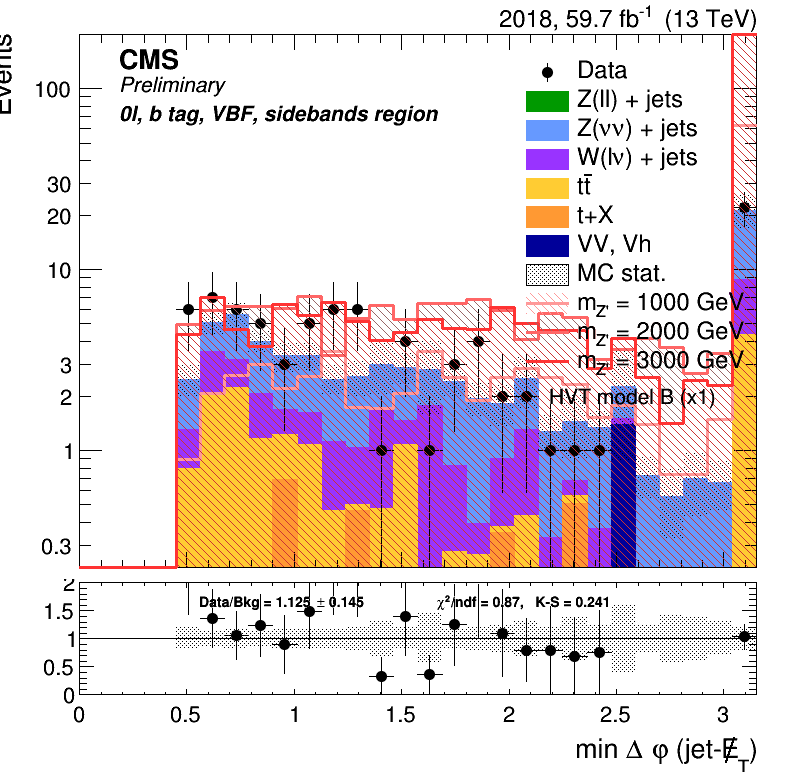 2018, 59.7 fb⁻¹ (13 TeV)
Events
CMS
Preliminary
0l, b tag, VBF, sidebands region
Data
Z(ll) + jets
Z(νν) + jets
W(lν) + jets
tt̄
t+X
VV, Vh
MC stat.
m_Z' = 1000 GeV
m_Z' = 2000 GeV
m_Z' = 3000 GeV
HVT model B (x1)
100
30
20
10
3
2
1
0.3
Data/Bkg = 1.125 ± 0.145
χ²/ndf = 0.87, K-S = 0.241
2
1.5
1
0.5
0
0 0.5 1 1.5 2 2.5 3
min Δ φ (jet-E̸_T)